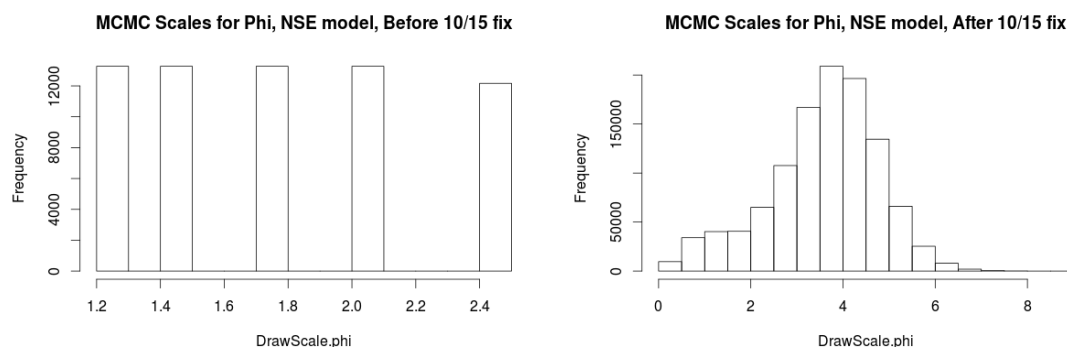 MCMC Scales for Phi, NSE model, Before 10/15 fix
Frequency
0 4000 8000 12000
1.2 1.4 1.6 1.8 2.0 2.2 2.4
DrawScale.phi
MCMC Scales for Phi, NSE model, After 10/15 fix
Frequency
0 50000 150000
0 2 4 6 8
DrawScale.phi